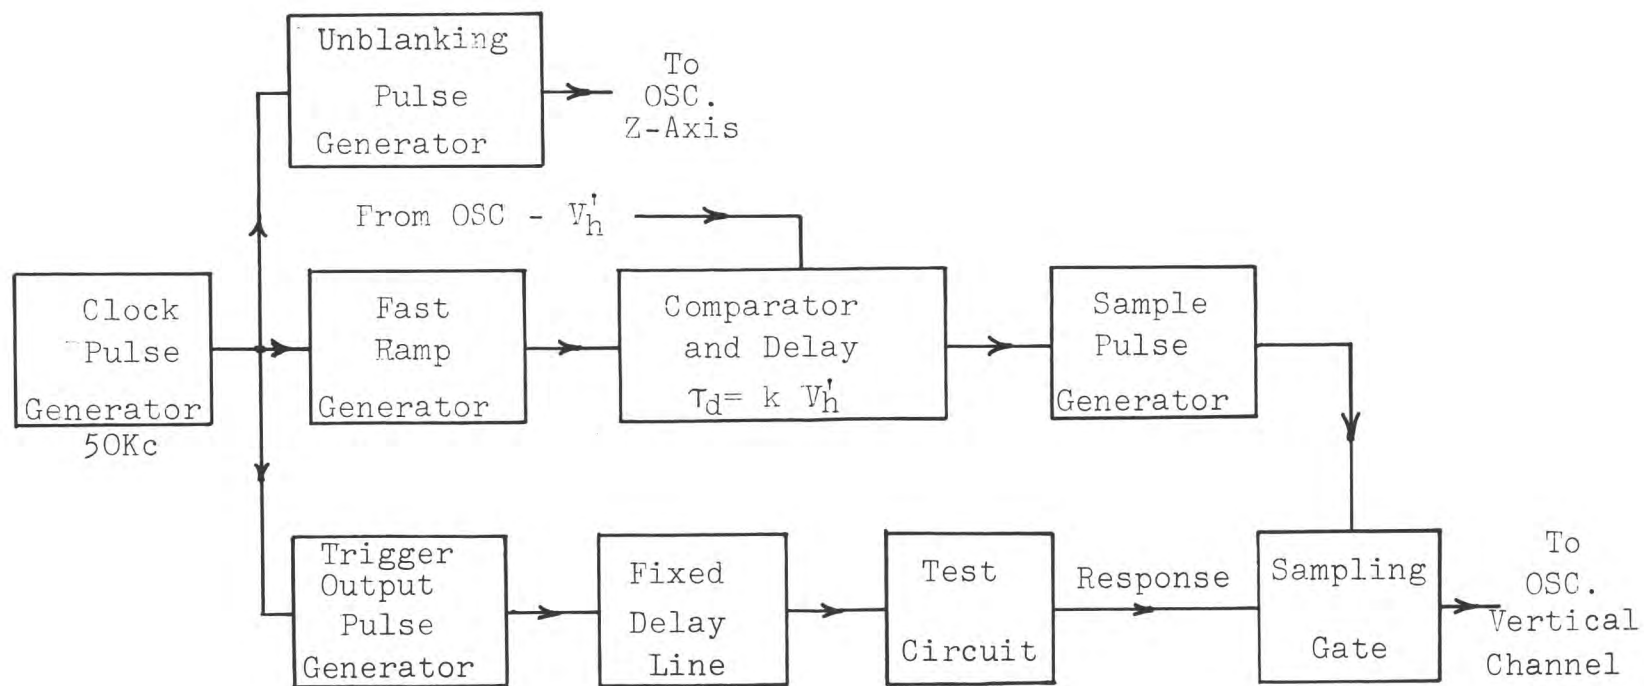 Unblanking
Pulse
Generator
To
OSC.
Z-Axis
From OSC - V'h
Clock
Pulse
Generator
50Kc
Fast
Ramp
Generator
Comparator
and Delay
τd= k V'h
Sample
Pulse
Generator
Trigger
Output
Pulse
Generator
Fixed
Delay
Line
Test
Circuit
Response
Sampling
Gate
To
OSC.
Vertical
Channel